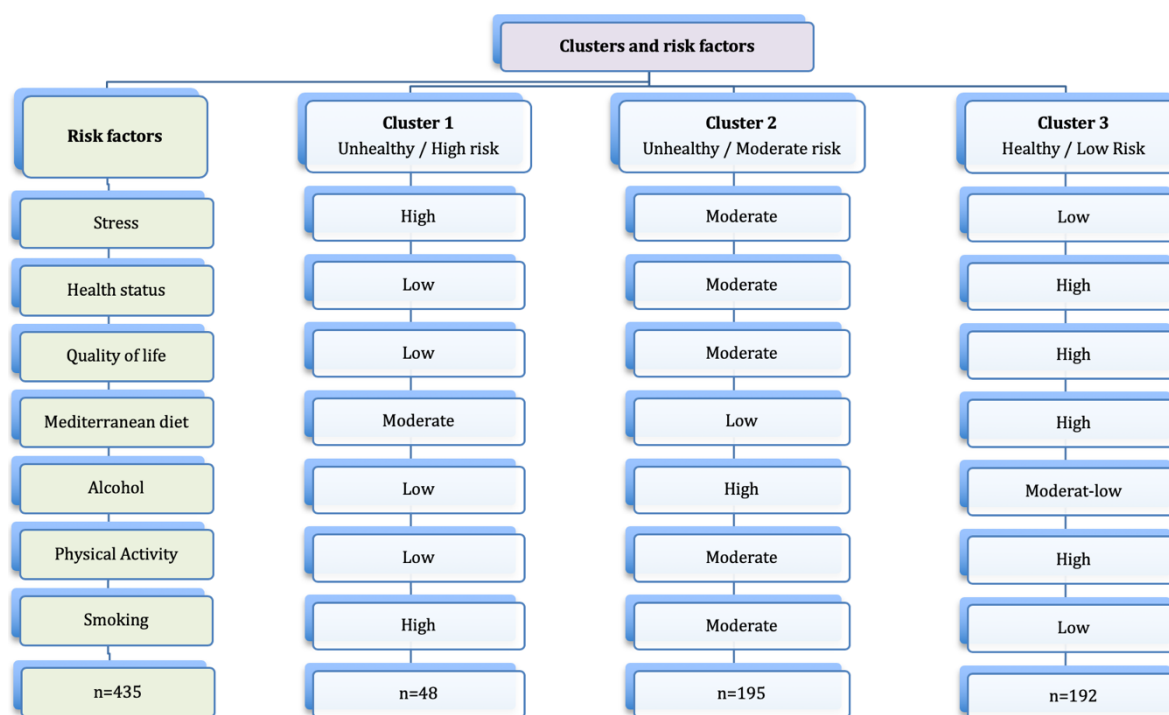 Clusters and risk factors
Risk factors
Cluster 1
Unhealthy / High risk
Cluster 2
Unhealthy / Moderate risk
Cluster 3
Healthy / Low Risk
Stress
High
Moderate
Low
Health status
Low
Moderate
High
Quality of life
Low
Moderate
High
Mediterranean diet
Moderate
Low
High
Alcohol
Low
High
Moderat-low
Physical Activity
Low
Moderate
High
Smoking
High
Moderate
Low
n=435
n=48
n=195
n=192